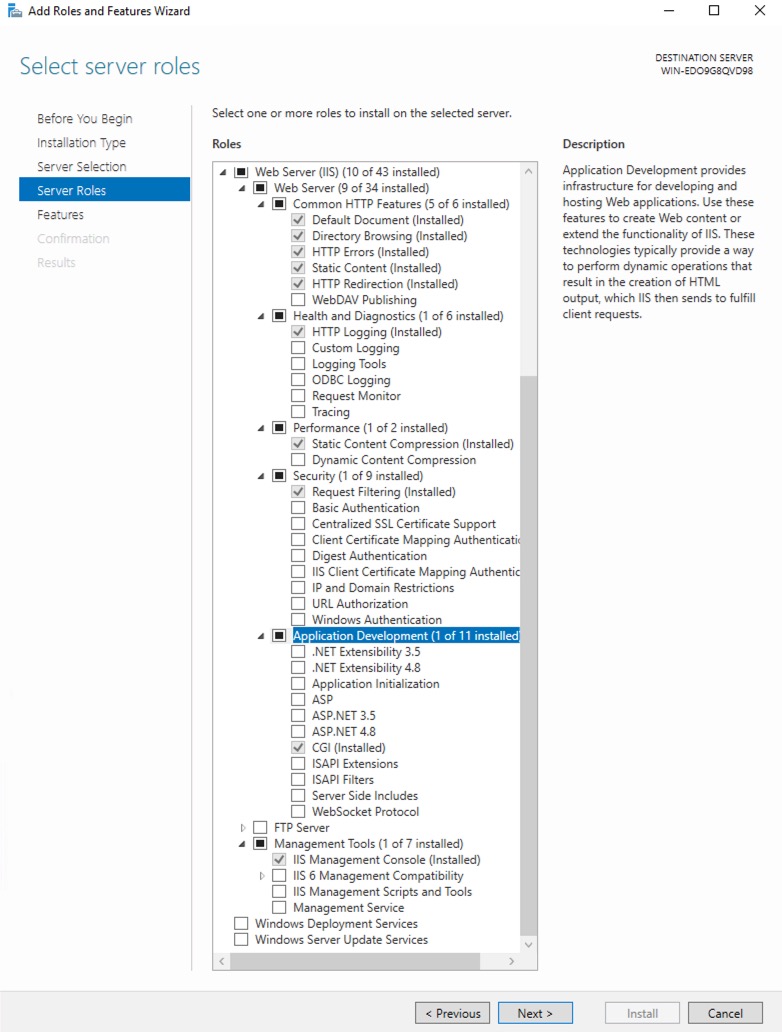 Add Roles and Features Wizard
Select server roles
DESTINATION SERVER
WIN-EDO9G8QVD98
Before You Begin
Installation Type
Server Selection
Server Roles
Features
Confirmation
Results
Select one or more roles to install on the selected server.
Roles
Web Server (IIS) (10 of 43 installed)
Web Server (9 of 34 installed)
Common HTTP Features (5 of 6 installed)
Default Document (Installed)
Directory Browsing (Installed)
HTTP Errors (Installed)
Static Content (Installed)
HTTP Redirection (Installed)
WebDAV Publishing
Health and Diagnostics (1 of 6 installed)
HTTP Logging (Installed)
Custom Logging
Logging Tools
ODBC Logging
Request Monitor
Tracing
Performance (1 of 2 installed)
Static Content Compression (Installed)
Dynamic Content Compression
Security (1 of 9 installed)
Request Filtering (Installed)
Basic Authentication
Centralized SSL Certificate Support
Client Certificate Mapping Authentic
Digest Authentication
IIS Client Certificate Mapping Authentic
IP and Domain Restrictions
URL Authorization
Windows Authentication
Application Development (1 of 11 installed)
.NET Extensibility 3.5
.NET Extensibility 4.8
Application Initialization
ASP
ASP.NET 3.5
ASP.NET 4.8
CGI (Installed)
ISAPI Extensions
ISAPI Filters
Server Side Includes
WebSocket Protocol
FTP Server
Management Tools (1 of 7 installed)
IIS Management Console (Installed)
IIS 6 Management Compatibility
IIS Management Scripts and Tools
Management Service
Windows Deployment Services
Windows Server Update Services
Description
Application Development provides
infrastructure for developing and
hosting Web applications. Use these
features to create Web content or
extend the functionality of IIS. These
technologies typically provide a way
to perform dynamic operations that
result in the creation of HTML
output, which IIS then sends to fulfill
client requests.
< Previous
Next >
Install
Cancel